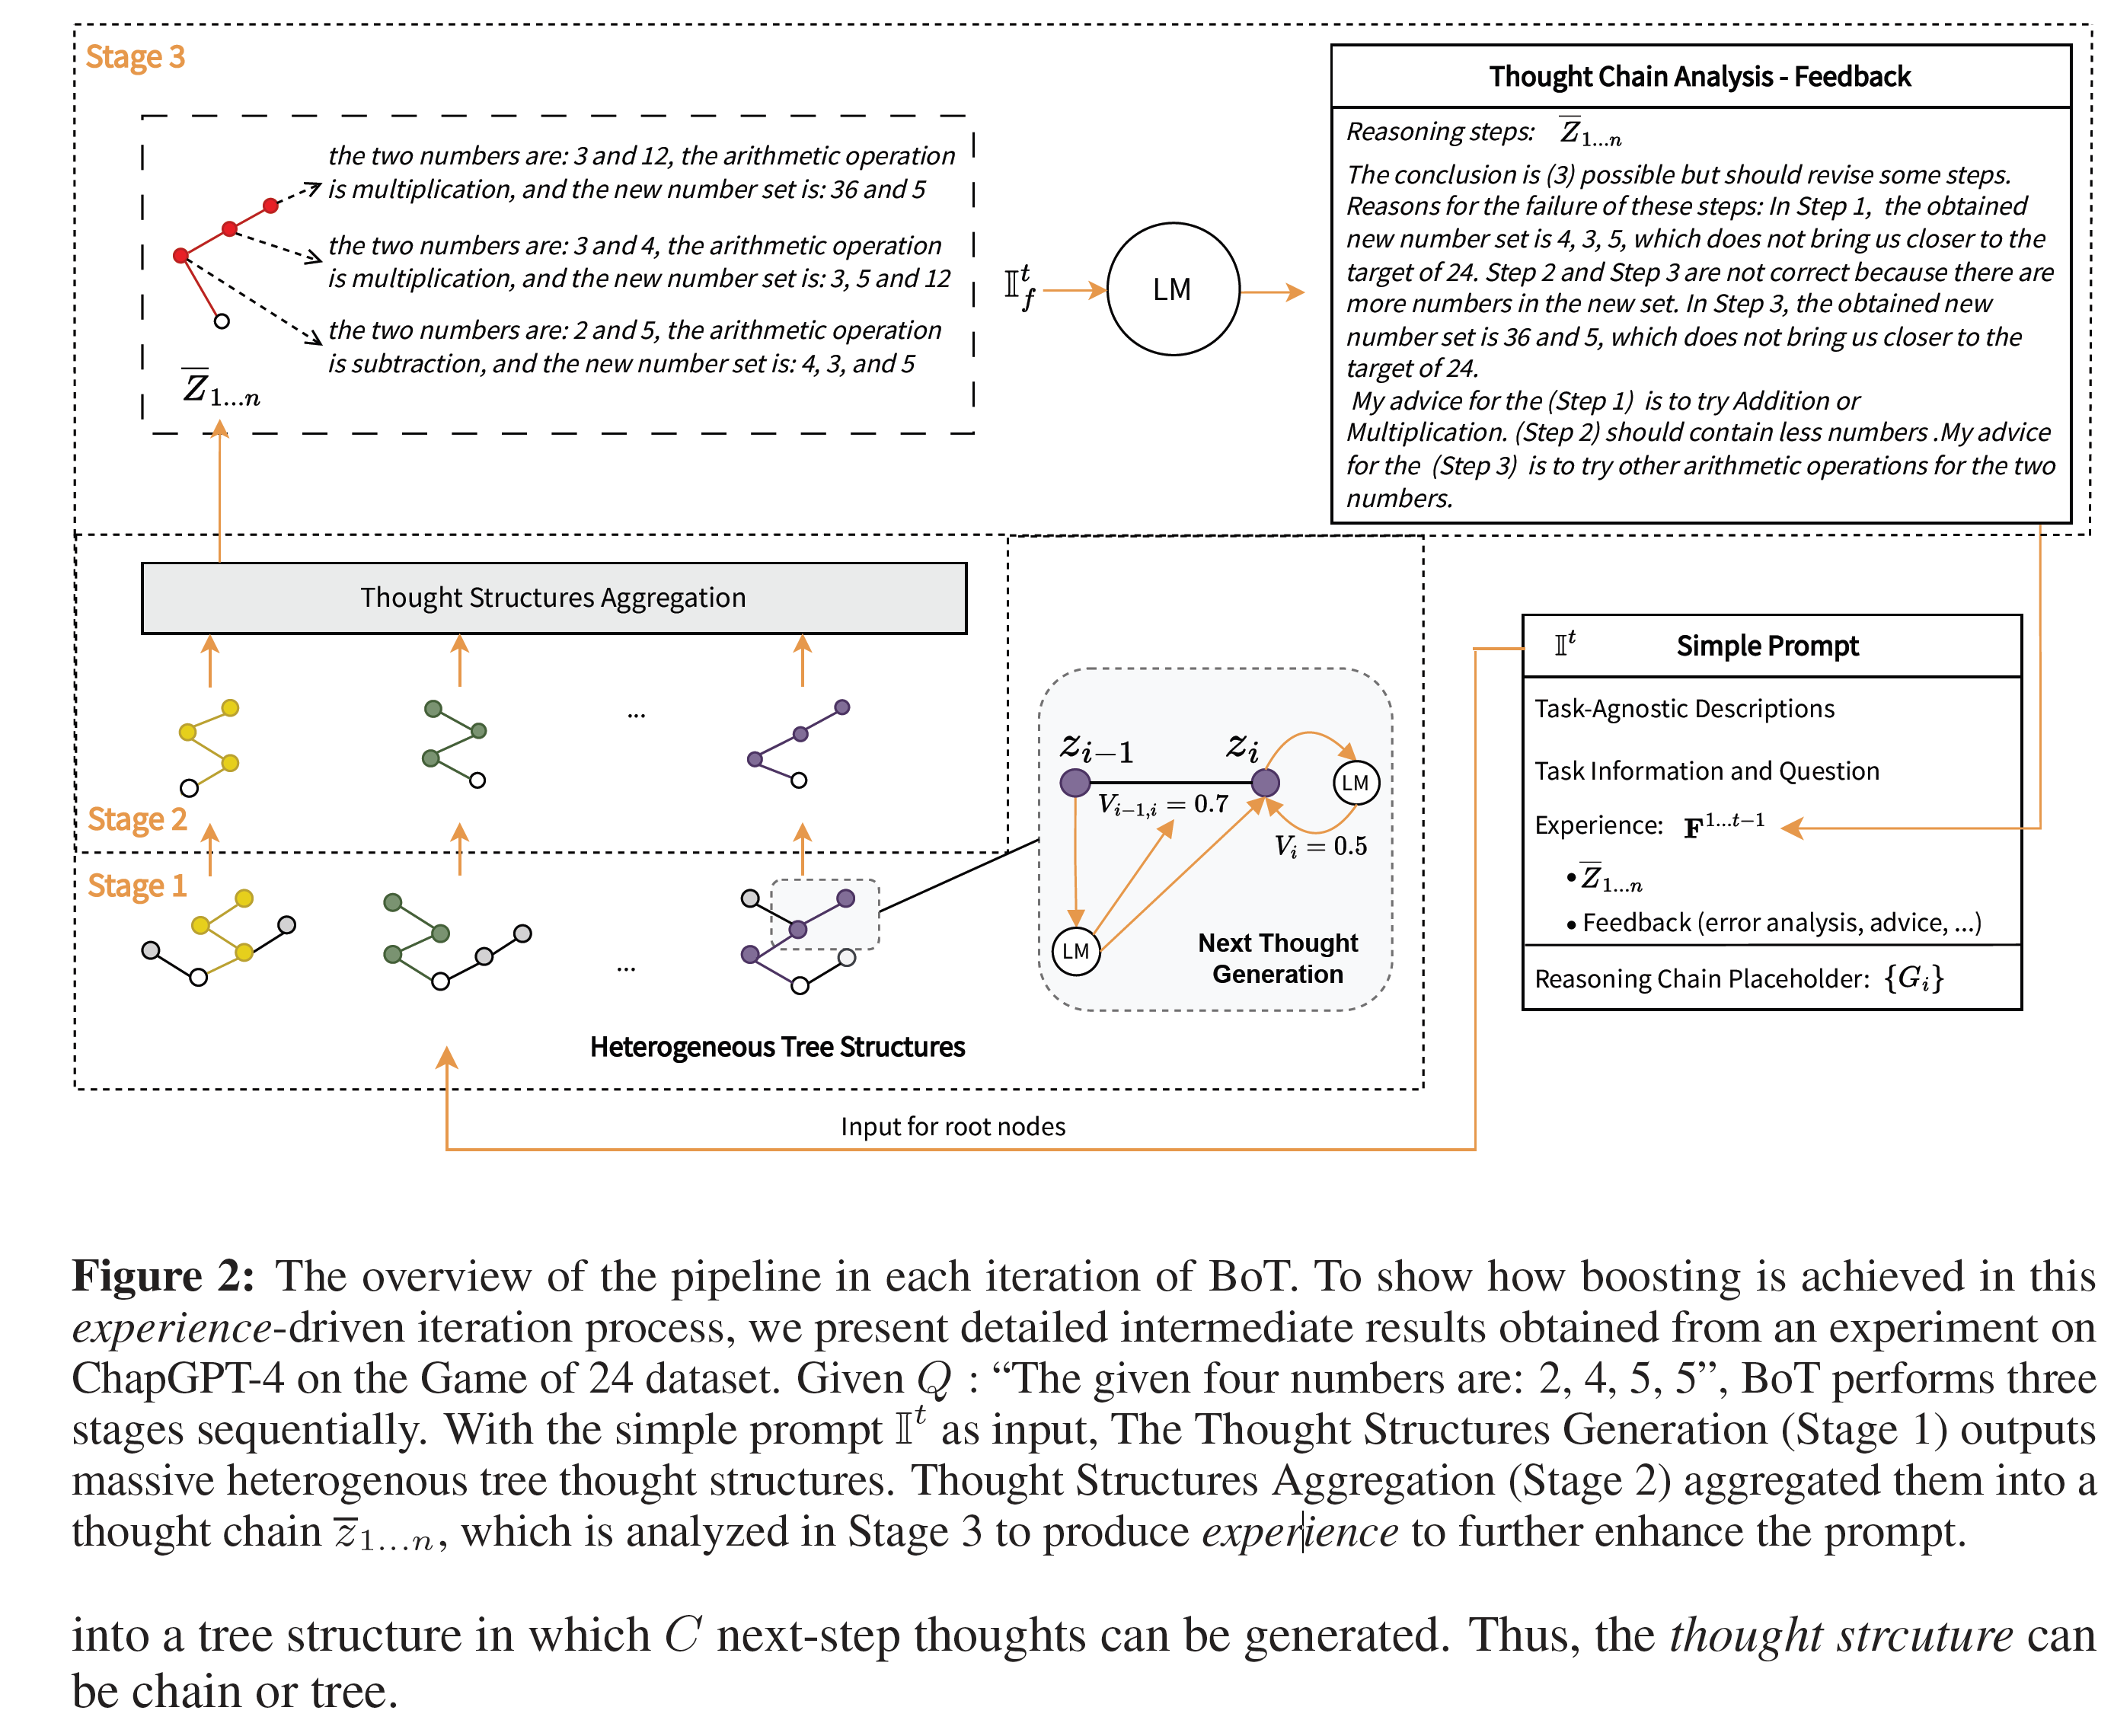 Stage 3
the two numbers are: 3 and 12, the arithmetic operation
is multiplication, and the new number set is: 36 and 5
the two numbers are: 3 and 4, the arithmetic operation
is multiplication, and the new number set is: 3, 5 and 12
the two numbers are: 2 and 5, the arithmetic operation
is subtraction, and the new number set is: 4, 3, and 5
z̅₁...ₙ
𝕀ᵗ_f
LM
Thought Chain Analysis - Feedback
Reasoning steps: z̅₁...ₙ
The conclusion is (3) possible but should revise some steps.
Reasons for the failure of these steps: In Step 1, the obtained
new number set is 4, 3, 5, which does not bring us closer to the
target of 24. Step 2 and Step 3 are not correct because there are
more numbers in the new set. In Step 3, the obtained new
number set is 36 and 5, which does not bring us closer to the
target of 24.
My advice for the (Step 1) is to try Addition or
Multiplication. (Step 2) should contain less numbers .My advice
for the (Step 3) is to try other arithmetic operations for the two
numbers.
Thought Structures Aggregation
...
Stage 2
Stage 1
...
Heterogeneous Tree Structures
zᵢ₋₁
zᵢ
LM
Vᵢ₋₁,ᵢ = 0.7
Vᵢ = 0.5
LM
Next Thought
Generation
𝕀ᵗ Simple Prompt
Task-Agnostic Descriptions
Task Information and Question
Experience: 𝐅¹···ᵗ⁻¹
• z̅₁...ₙ
• Feedback (error analysis, advice, ...)
Reasoning Chain Placeholder: {Gᵢ}
Input for root nodes
Figure 2: The overview of the pipeline in each iteration of BoT. To show how boosting is achieved in this
experience-driven iteration process, we present detailed intermediate results obtained from an experiment on
ChapGPT-4 on the Game of 24 dataset. Given Q : “The given four numbers are: 2, 4, 5, 5”, BoT performs three
stages sequentially. With the simple prompt 𝕀ᵗ as input, The Thought Structures Generation (Stage 1) outputs
massive heterogenous tree thought structures. Thought Structures Aggregation (Stage 2) aggregated them into a
thought chain z̅₁...ₙ, which is analyzed in Stage 3 to produce experience to further enhance the prompt.
into a tree structure in which C next-step thoughts can be generated. Thus, the thought strcuture can
be chain or tree.